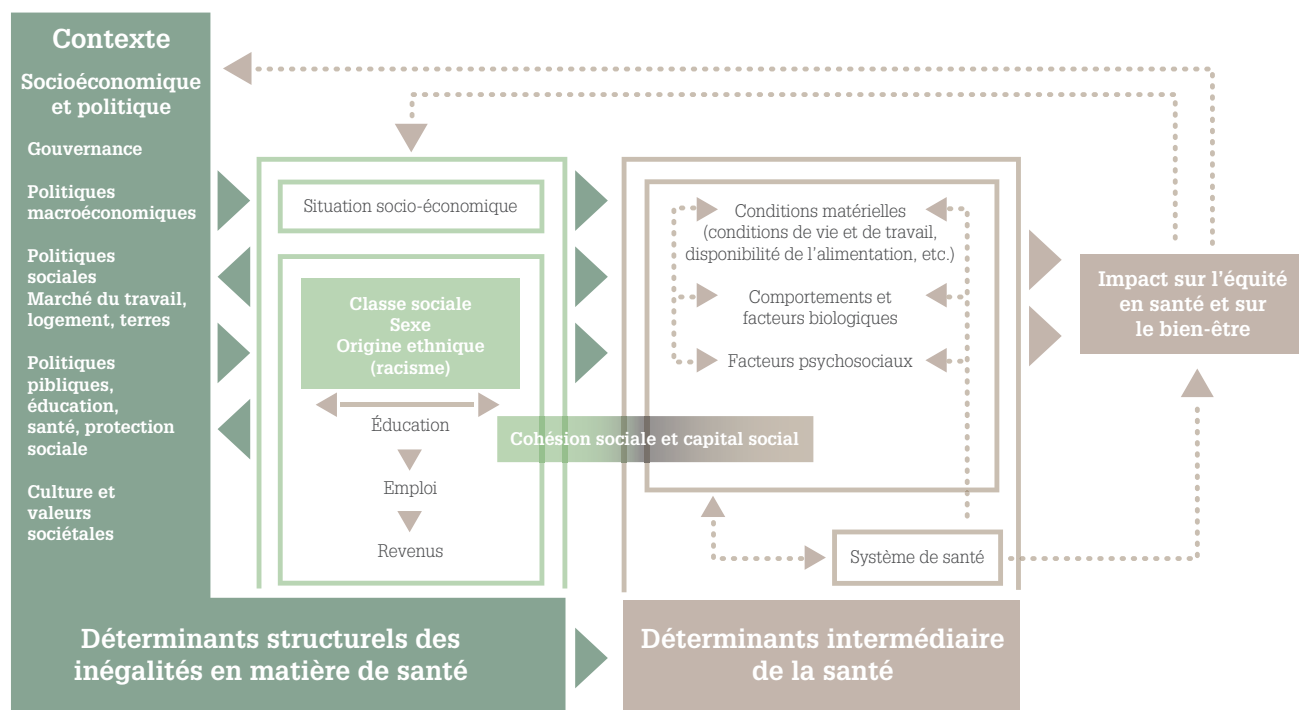 Contexte
Socioéconomique
et politique
Gouvernance
Politiques
macroéconomiques
Politiques
sociales
Marché du travail,
logement, terres
Politiques
pibliques,
éducation,
santé, protection
sociale
Culture et
valeurs
sociétales
Situation socio-économique
Classe sociale
Sexe
Origine ethnique
(racisme)
Éducation
Emploi
Revenus
Cohésion sociale et capital social
Conditions matérielles
(conditions de vie et de travail,
disponibilité de l'alimentation, etc.)
Comportements et
facteurs biologiques
Facteurs psychosociaux
Système de santé
Impact sur l'équité
en santé et sur
le bien-être
Déterminants structurels des
inégalités en matière de santé
Déterminants intermédiaire
de la santé